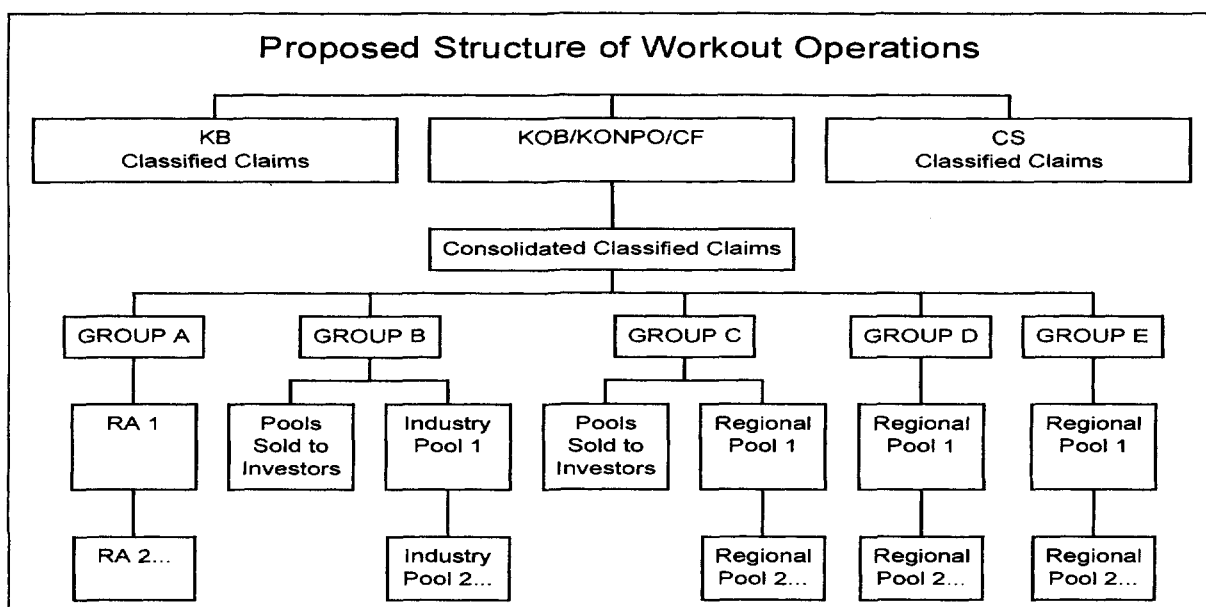 Proposed Structure of Workout Operations
KB
Classified Claims
KOB/KONPO/CF
CS
Classified Claims
Consolidated Classified Claims
GROUP A
GROUP B
GROUP C
GROUP D
GROUP E
RA 1
Pools
Sold to
Investors
Industry
Pool 1
Pools
Sold to
Investors
Regional
Pool 1
Regional
Pool 1
Regional
Pool 1
RA 2...
Industry
Pool 2...
Regional
Pool 2...
Regional
Pool 2...
Regional
Pool 2...